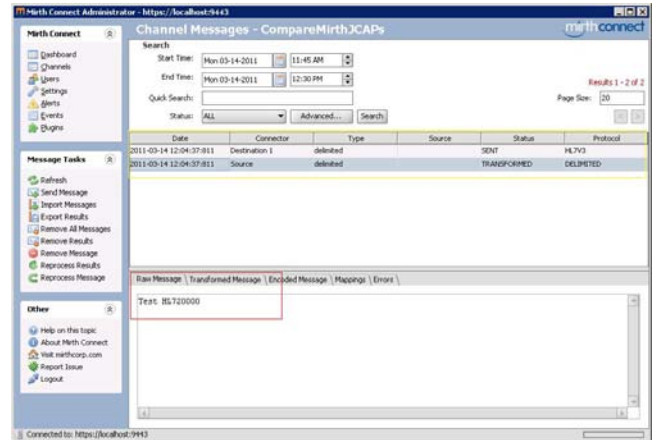 Mirth Connect Administrator - https://localhost:9443
Mirth Connect
Dashboard
Channels
Users
Settings
Alerts
Events
Plugins
Message Tasks
Refresh
Send Message
Import Messages
Export Results
Remove All Messages
Remove Results
Remove Message
Reprocess Results
Reprocess Message
Other
Help on this topic
About Mirth Connect
Visit mirthcorp.com
Report Issue
Logout
Channel Messages - CompareMirthJCAPs
mirth connect
Search
Start Time: Mon 03-14-2011 11:45 AM
End Time: Mon 03-14-2011 12:30 PM
Results 1 - 2 of 2
Quick Search: Page Size: 20
Status: ALL Advanced... Search
Date Connector Type Source Status Protocol
2011-03-14 12:04:37:811 Destination 1 delimited SENT HL7V3
2011-03-14 12:04:37:811 Source delimited TRANSFORMED DELIMITED
Raw Message Transformed Message Encoded Message Mappings Errors
Test HL720000
Connected to: https://localhost:9443